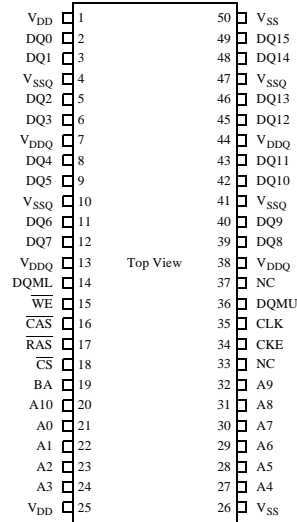 VDD 1 50 VSS
DQ0 2 49 DQ15
DQ1 3 48 DQ14
VSSQ 4 47 VSSQ
DQ2 5 46 DQ13
DQ3 6 45 DQ12
VDDQ 7 44 VDDQ
DQ4 8 43 DQ11
DQ5 9 42 DQ10
VSSQ 10 41 VSSQ
DQ6 11 40 DQ9
DQ7 12 39 DQ8
VDDQ 13 Top View 38 VDDQ
DQML 14 37 NC
W̅E̅ 15 36 DQMU
C̅A̅S̅ 16 35 CLK
R̅A̅S̅ 17 34 CKE
C̅S̅ 18 33 NC
BA 19 32 A9
A10 20 31 A8
A0 21 30 A7
A1 22 29 A6
A2 23 28 A5
A3 24 27 A4
VDD 25 26 VSS